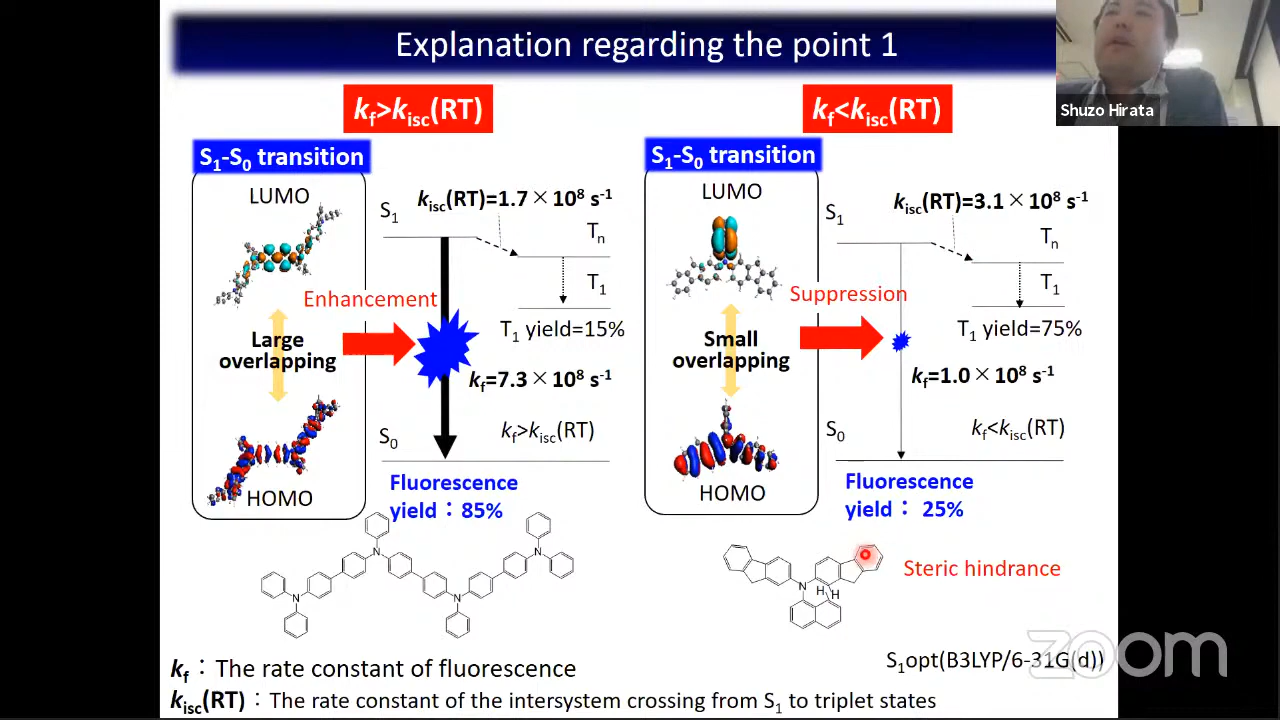 Explanation regarding the point 1
Shuzo Hirata
kf>kisc(RT)
S1-S0 transition
LUMO
Large
overlapping
HOMO
Enhancement
S1
kisc(RT)=1.7×10⁸ s⁻¹
Tn
T1
T1 yield=15%
kf=7.3×10⁸ s⁻¹
S0
kf>kisc(RT)
Fluorescence
yield：85%
N
N
N
N
kf<kisc(RT)
S1-S0 transition
LUMO
Small
overlapping
HOMO
Suppression
S1
kisc(RT)=3.1×10⁸ s⁻¹
Tn
T1
T1 yield=75%
kf=1.0×10⁸ s⁻¹
S0
kf<kisc(RT)
Fluorescence
yield： 25%
N
H
H
Steric hindrance
S1opt(B3LYP/6-31G(d))
zoom
kf：The rate constant of fluorescence
kisc(RT)：The rate constant of the intersystem crossing from S1 to triplet states